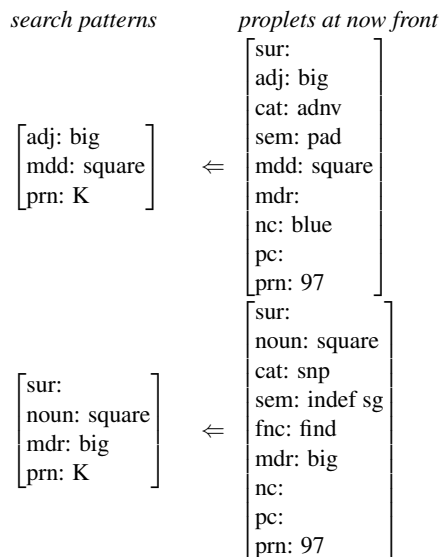 search patterns proplets at now front
sur:
adj: big
cat: adnv
adj: big sem: pad
mdd: square ⇐ mdd: square
prn: K mdr:
nc: blue
pc:
prn: 97
sur:
noun: square
cat: snp
sur: sem: indef sg
noun: square ⇐ fnc: find
mdr: big mdr: big
prn: K nc:
pc:
prn: 97